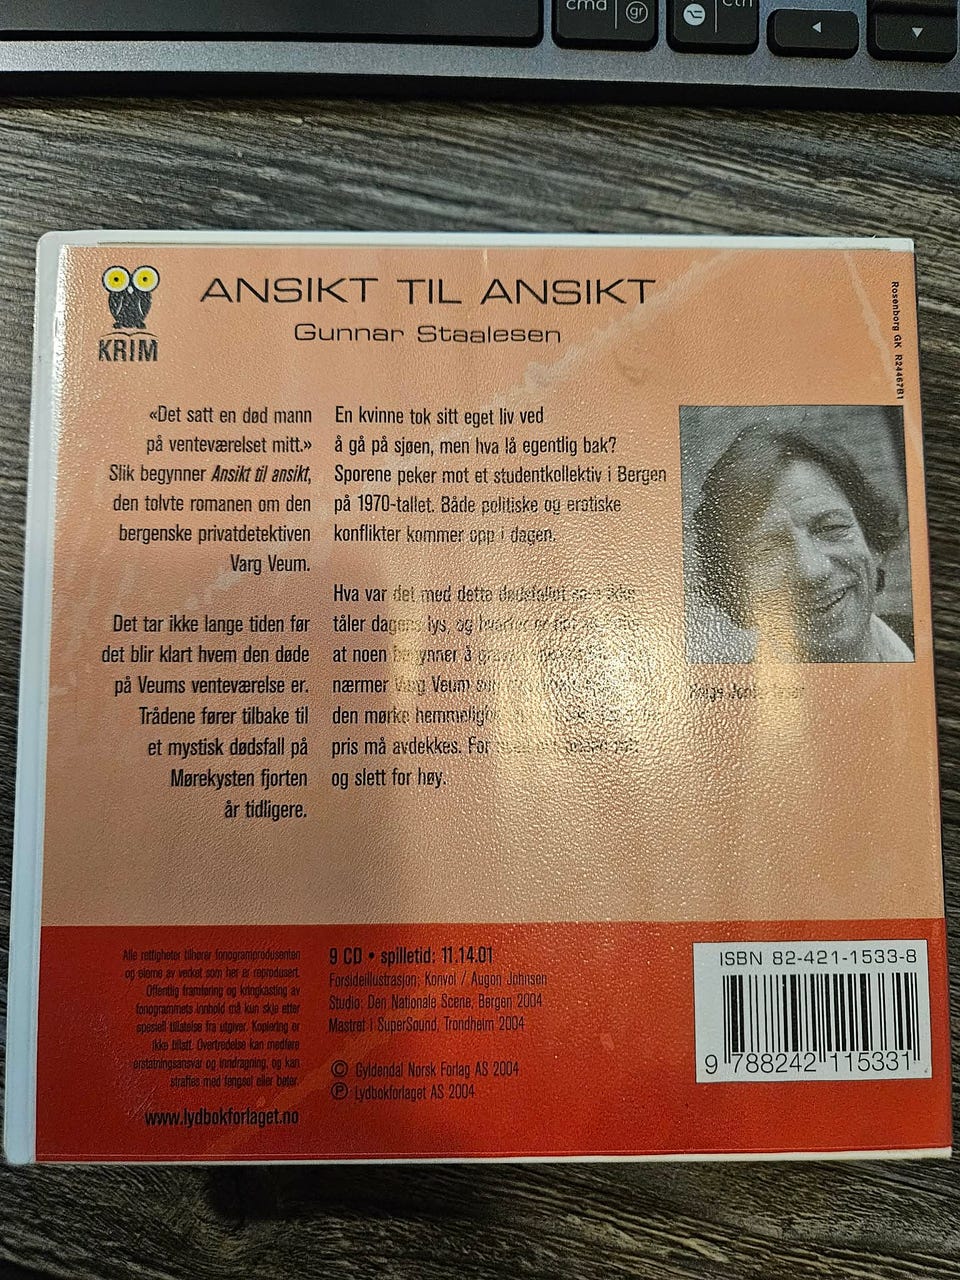 cmd
gr
Ctrl
ANSIKT TIL ANSIKT
Gunnar Staalesen
KRIM
Rosenborg GK R24467B1
«Det satt en død mann
på venteværelset mitt.»
Slik begynner Ansikt til ansikt,
den tolvte romanen om den
bergenske privatdetektiven
Varg Veum.
Det tar ikke lange tiden før
det blir klart hvem den døde
på Veums venteværelse er.
Trådene fører tilbake til
et mystisk dødsfall på
Mørekysten fjorten
år tidligere.
En kvinne tok sitt eget liv ved
å gå på sjøen, men hva lå egentlig bak?
Sporene peker mot et studentkollektiv i Bergen
på 1970-tallet. Både politiske og erotiske
konflikter kommer opp i dagen.
Hva var det med dette dødsfallet som ikke
tåler dagens lys, og
at noen begynner å
nærmer Varg Veum
den mørke
pris må avdekkes. For
og slett for høy.
Alle rettigheter tilhører fonogramprodusenten
og eierne av verket som her er reprodusert.
Offentlig framføring og kringkasting av
fonogrammets innhold må kun skje etter
spesiell tillatelse fra utgiver. Kopiering er
ikke tillatt. Overtredelse kan medføre
erstatningsansvar og inndragning, og kan
straffes med fengsel eller bøter.
www.lydbokforlaget.no
9 CD • spilletid: 11.14.01
Forsideillustrasjon: Konvoi / Augon Johnsen
Studio: Den Nationale Scene, Bergen 2004
Mastret i SuperSound, Trondheim 2004
© Gyldendal Norsk Forlag AS 2004
℗ Lydbokforlaget AS 2004
ISBN 82-421-1533-8
9 788242 115331